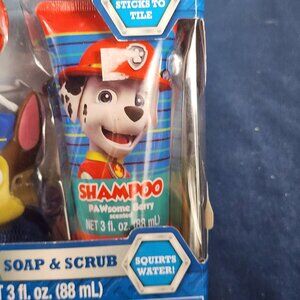 STICKS TO
TILE
SHAMPOO
PAWsome Berry
scented
NET 3 fl. oz. (88 mL)
SOAP & SCRUB
SQUIRTS
WATER!
T 3 fl. oz. (88 mL)